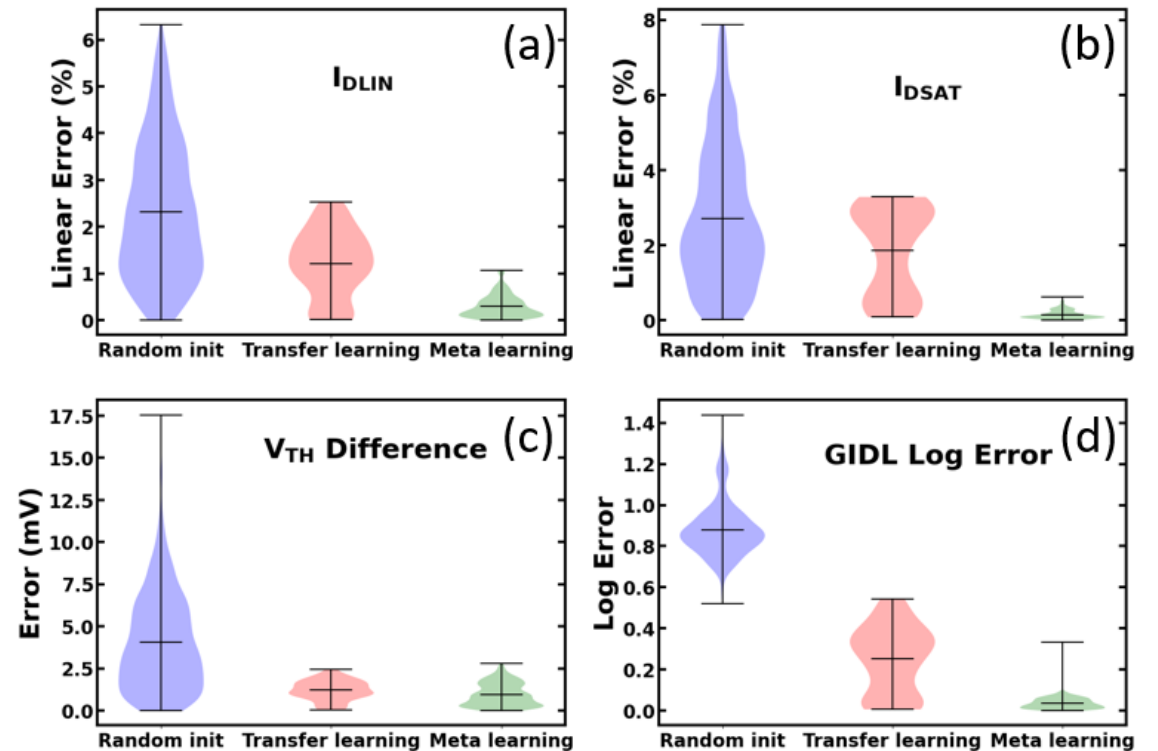 (a)
I_DLIN
Linear Error (%)
6
5
4
3
2
1
0
Random init Transfer learning Meta learning
(b)
I_DSAT
Linear Error (%)
8
6
4
2
0
Random init Transfer learning Meta learning
(c)
V_TH Difference
Error (mV)
17.5
15.0
12.5
10.0
7.5
5.0
2.5
0.0
Random init Transfer learning Meta learning
(d)
GIDL Log Error
Log Error
1.4
1.2
1.0
0.8
0.6
0.4
0.2
0.0
Random init Transfer learning Meta learning